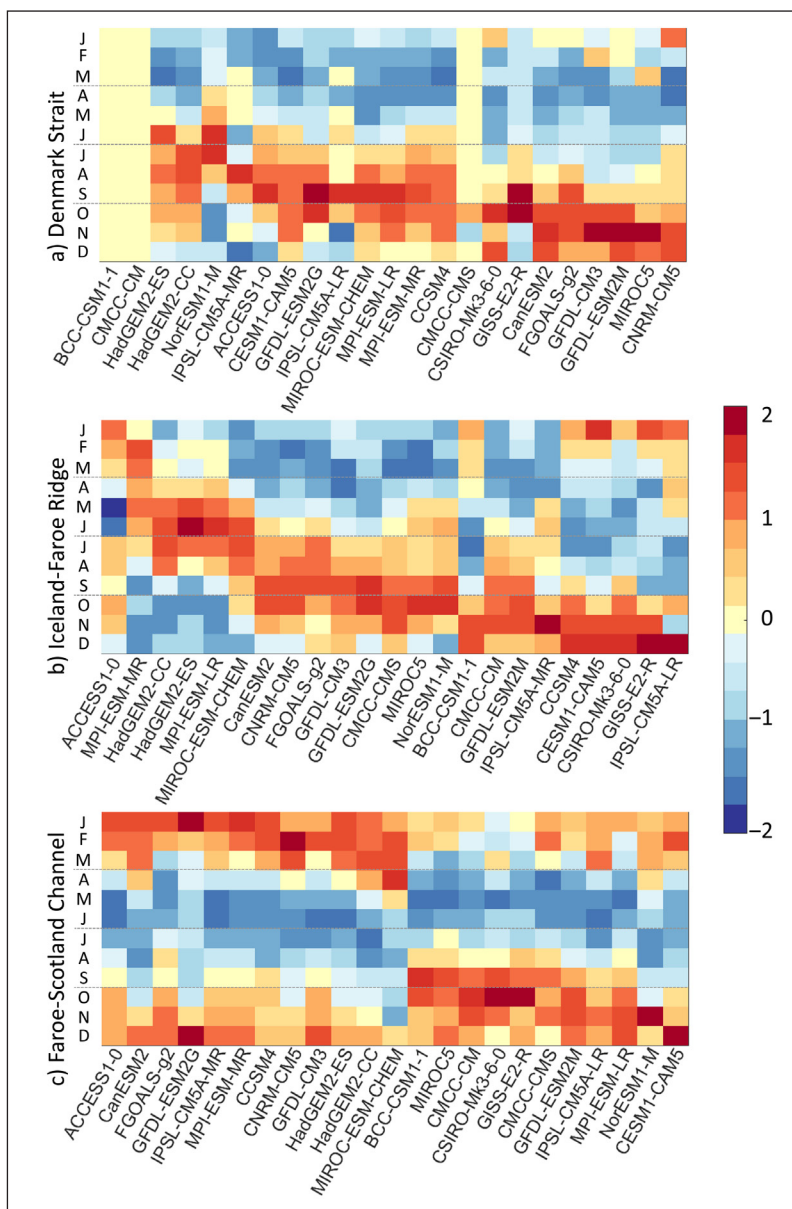 a) Denmark Strait
J
F
M
A
M
J
J
A
S
O
N
D
BCC-CSM1-1
CMCC-CM
HadGEM2-ES
HadGEM2-CC
NorESM1-M
IPSL-CM5A-MR
ACCESS1-0
CESM1-CAM5
GFDL-ESM2G
IPSL-CM5A-LR
MIROC-ESM-CHEM
MPI-ESM-LR
MPI-ESM-MR
CCSM4
CMCC-CMS
CSIRO-Mk3-6-0
GISS-E2-R
CanESM2
FGOALS-g2
GFDL-CM3
GFDL-ESM2M
MIROC5
CNRM-CM5
b) Iceland-Faroe Ridge
J
F
M
A
M
J
J
A
S
O
N
D
ACCESS1-0
MPI-ESM-MR
HadGEM2-CC
HadGEM2-ES
MPI-ESM-LR
MIROC-ESM-CHEM
CanESM2
CNRM-CM5
FGOALS-g2
GFDL-CM3
GFDL-ESM2G
CMCC-CMS
MIROC5
NorESM1-M
BCC-CSM1-1
CMCC-CM
GFDL-ESM2M
IPSL-CM5A-MR
CCSM4
CESM1-CAM5
CSIRO-Mk3-6-0
GISS-E2-R
IPSL-CM5A-LR
2
1
0
−1
−2
c) Faroe-Scotland Channel
J
F
M
A
M
J
J
A
S
O
N
D
ACCESS1-0
CanESM2
FGOALS-g2
GFDL-ESM2G
IPSL-CM5A-MR
MPI-ESM-MR
CCSM4
CNRM-CM5
GFDL-CM3
HadGEM2-ES
HadGEM2-CC
MIROC-ESM-CHEM
BCC-CSM1-1
MIROC5
CMCC-CM
CSIRO-Mk3-6-0
GISS-E2-R
CMCC-CMS
GFDL-ESM2M
IPSL-CM5A-LR
MPI-ESM-LR
NorESM1-M
CESM1-CAM5